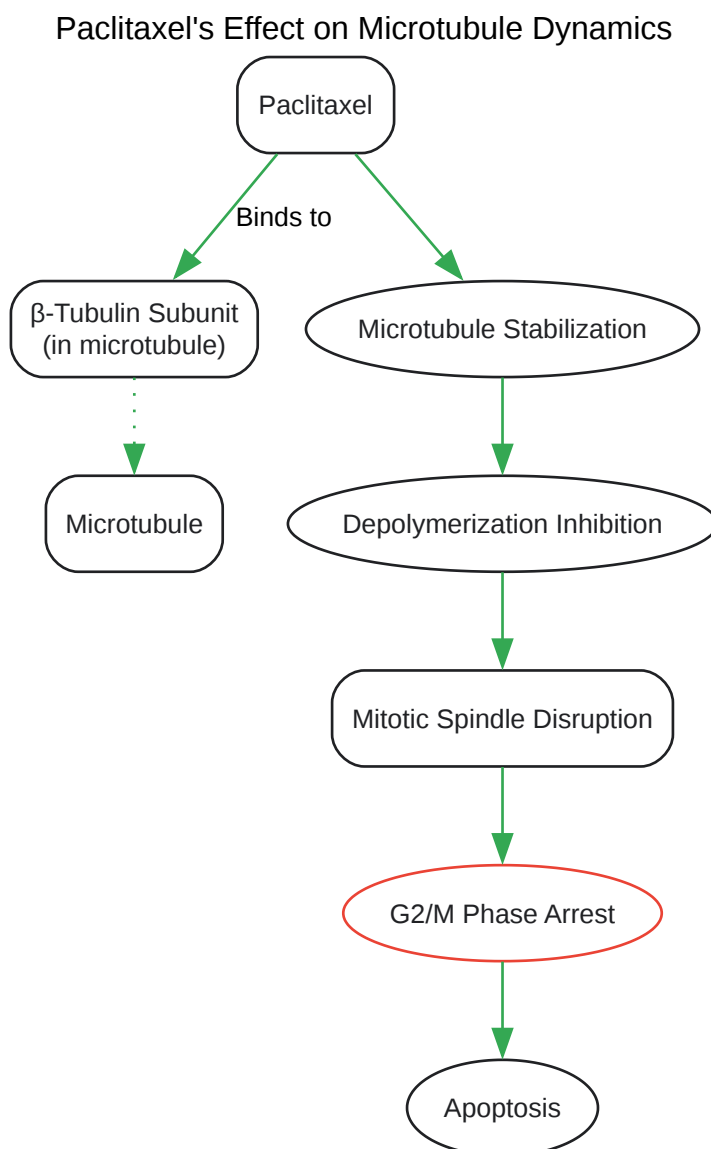 Paclitaxel's Effect on Microtubule Dynamics
Paclitaxel
Binds to
β-Tubulin Subunit
(in microtubule)
Microtubule Stabilization
Microtubule
Depolymerization Inhibition
Mitotic Spindle Disruption
G2/M Phase Arrest
Apoptosis